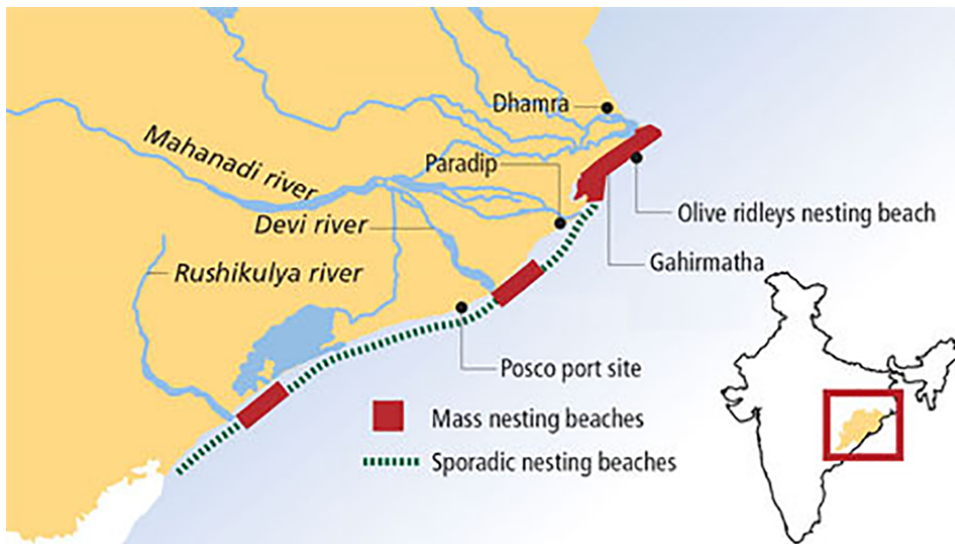 Dhamra
Mahanadi river
Paradip
Devi river
Olive ridleys nesting beach
Rushikulya river
Gahirmatha
Posco port site
Mass nesting beaches
Sporadic nesting beaches